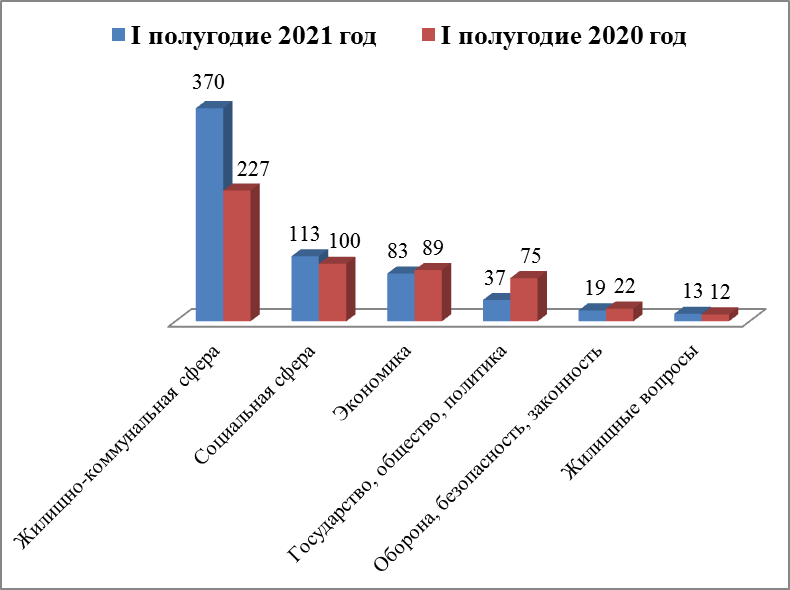 I полугодие 2021 год I полугодие 2020 год
370 227
113 100
83 89
37 75
19 22
13 12
Жилищно-коммунальная сфера
Социальная сфера
Экономика
Государство, общество, политика
Оборона, безопасность, законность
Жилищные вопросы